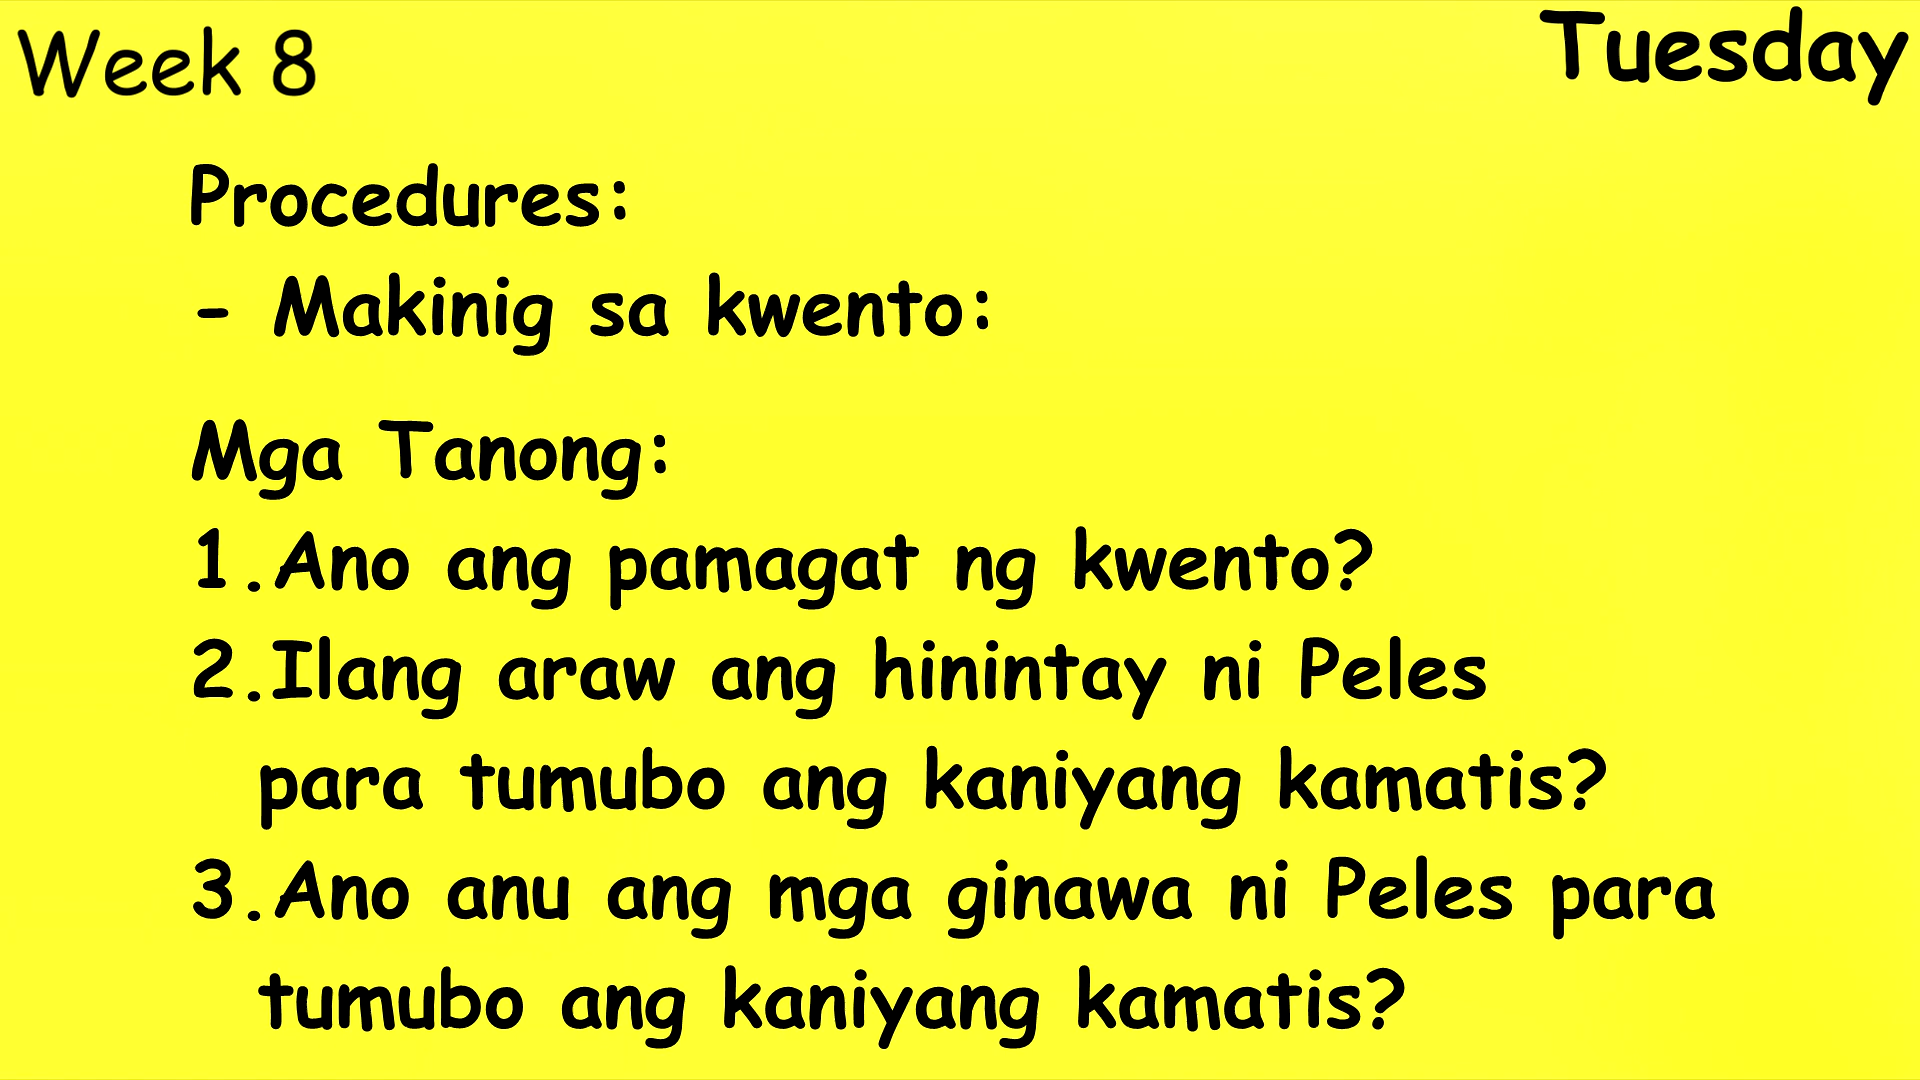 Week 8
Tuesday
Procedures:
- Makinig sa kwento:
Mga Tanong:
1.Ano ang pamagat ng kwento?
2.Ilang araw ang hinintay ni Peles
para tumubo ang kaniyang kamatis?
3.Ano anu ang mga ginawa ni Peles para
tumubo ang kaniyang kamatis?